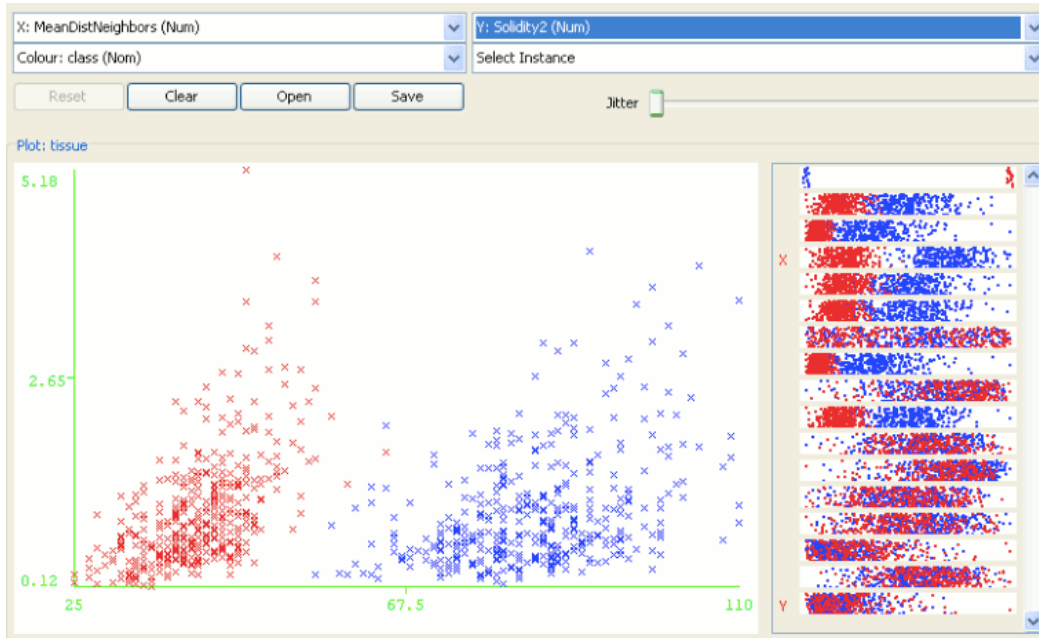 X: MeanDistNeighbors (Num)
Y: Solidity2 (Num)
Colour: class (Nom)
Select Instance
Reset
Clear
Open
Save
Jitter
Plot: tissue
5.18
2.65
0.12
25
67.5
110
X
Y